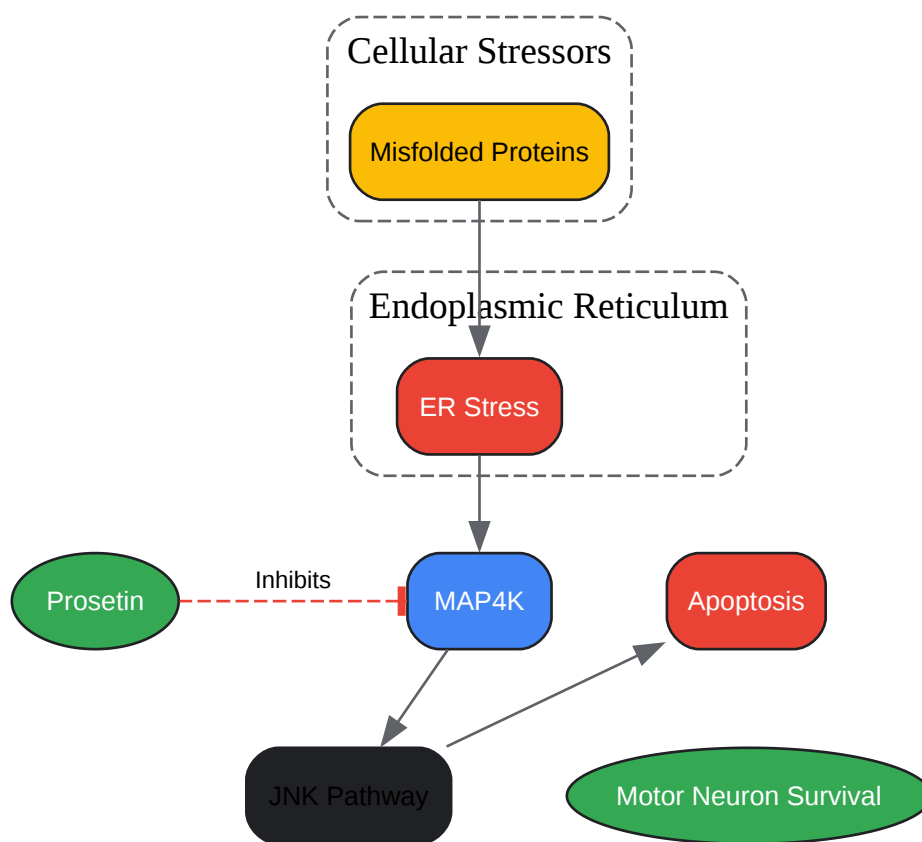 Cellular Stressors
Misfolded Proteins
Endoplasmic Reticulum
ER Stress
Prosetin
Inhibits
MAP4K
Apoptosis
JNK Pathway
Motor Neuron Survival